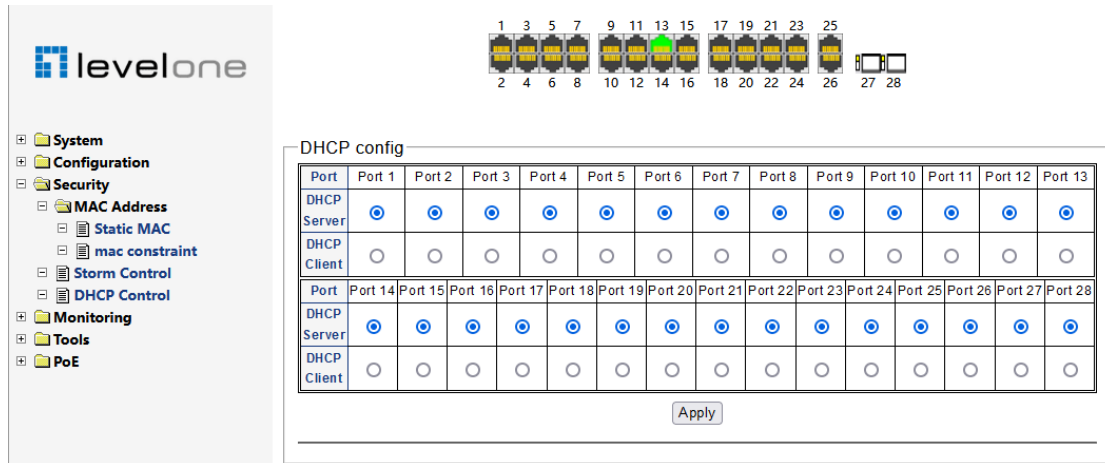 1 3 5 7 9 11 13 15 17 19 21 23 25
levelone
2 4 6 8 10 12 14 16 18 20 22 24 26 27 28
System
Configuration
Security
MAC Address
Static MAC
mac constraint
Storm Control
DHCP Control
Monitoring
Tools
PoE
DHCP config
Port Port 1 Port 2 Port 3 Port 4 Port 5 Port 6 Port 7 Port 8 Port 9 Port 10 Port 11 Port 12 Port 13
DHCP
Server
DHCP
Client
Port Port 14 Port 15 Port 16 Port 17 Port 18 Port 19 Port 20 Port 21 Port 22 Port 23 Port 24 Port 25 Port 26 Port 27 Port 28
DHCP
Server
DHCP
Client
Apply